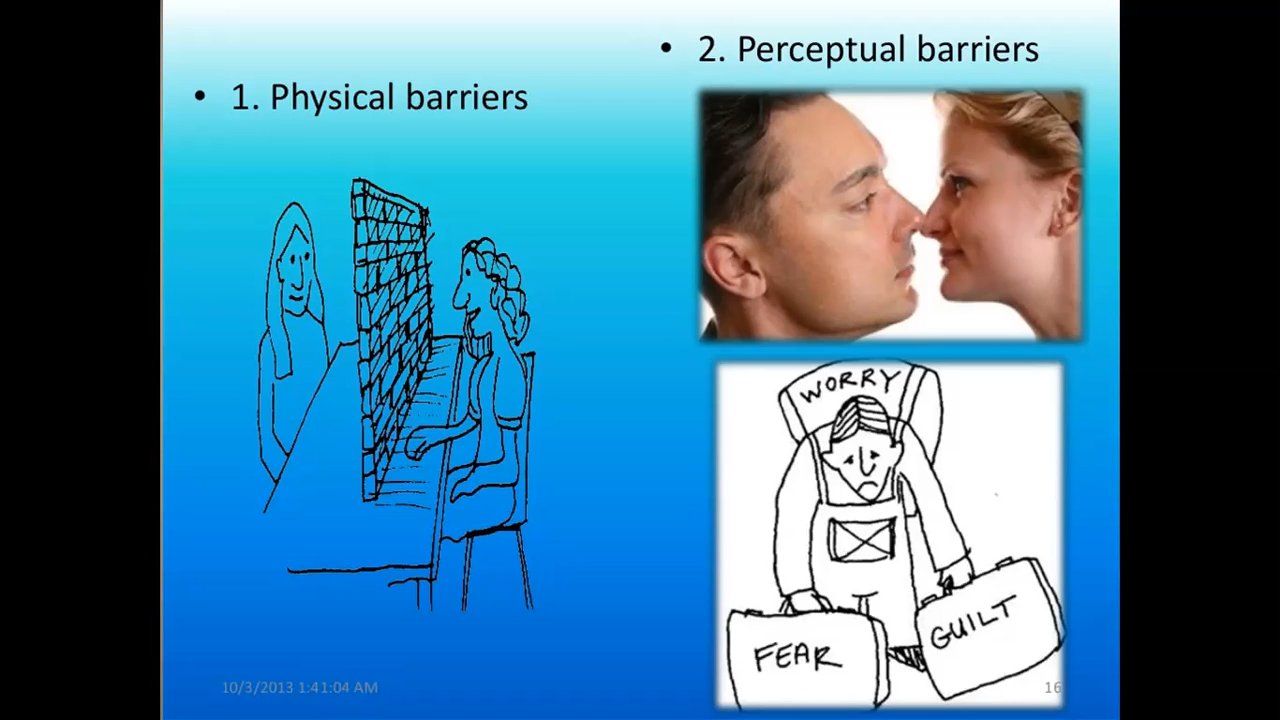 • 2. Perceptual barriers
• 1. Physical barriers
WORRY
FEAR
GUILT
10/3/2013 1:41:04 AM
16